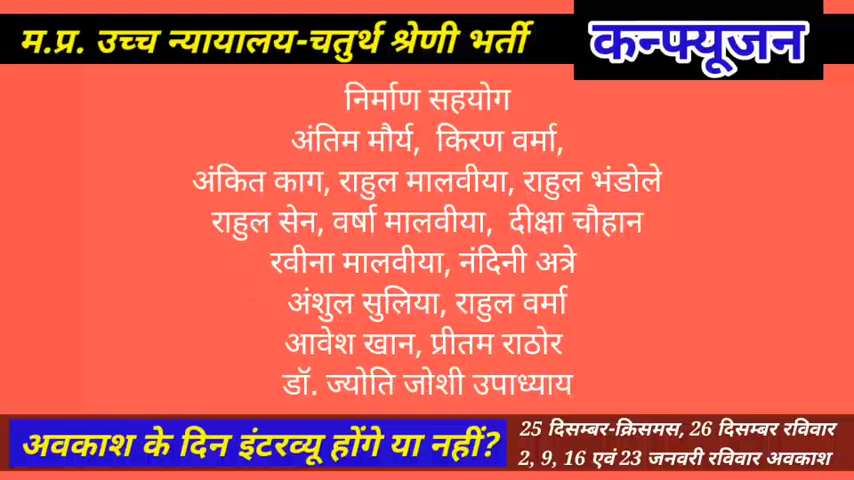 म.प्र. उच्च न्यायालय-चतुर्थ श्रेणी भर्ती
कन्फ्यूजन
निर्माण सहयोग
अंतिम मौर्य, किरण वर्मा,
अंकित काग, राहुल मालवीया, राहुल भंडोले
राहुल सेन, वर्षा मालवीया, दीक्षा चौहान
रवीना मालवीया, नंदिनी अत्रे
अंशुल सुलिया, राहुल वर्मा
आवेश खान, प्रीतम राठोर
डॉ. ज्योति जोशी उपाध्याय
अवकाश के दिन इंटरव्यू होंगे या नहीं?
25 दिसम्बर-क्रिसमस, 26 दिसम्बर रविवार
2, 9, 16 एवं 23 जनवरी रविवार अवकाश